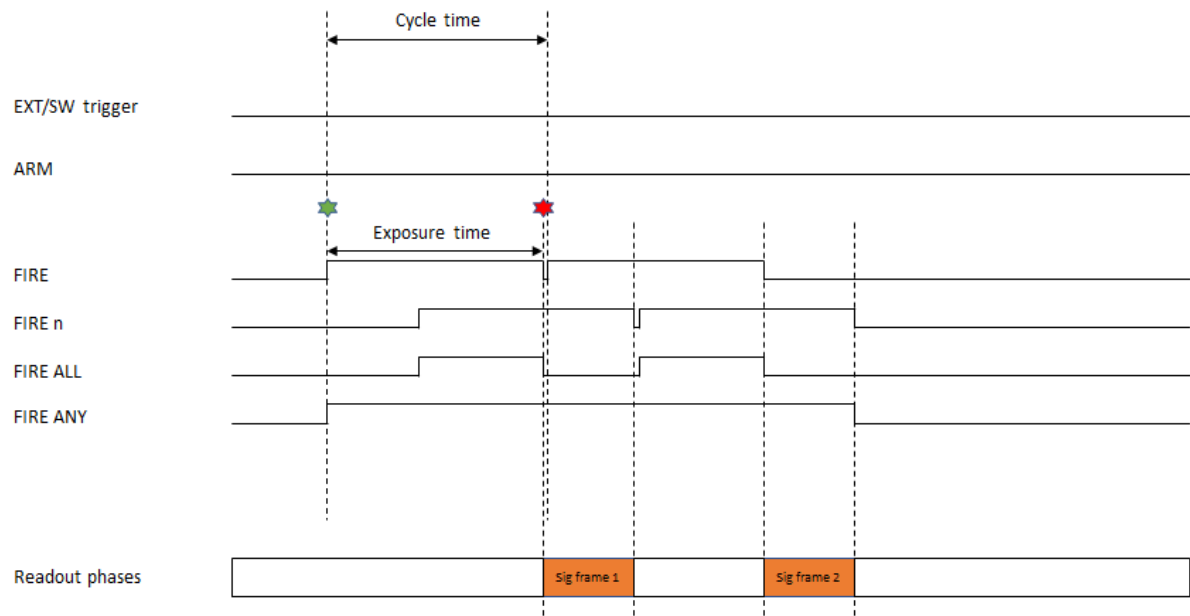 Cycle time
EXT/SW trigger
ARM
Exposure time
FIRE
FIRE n
FIRE ALL
FIRE ANY
Readout phases
Sig frame 1
Sig frame 2